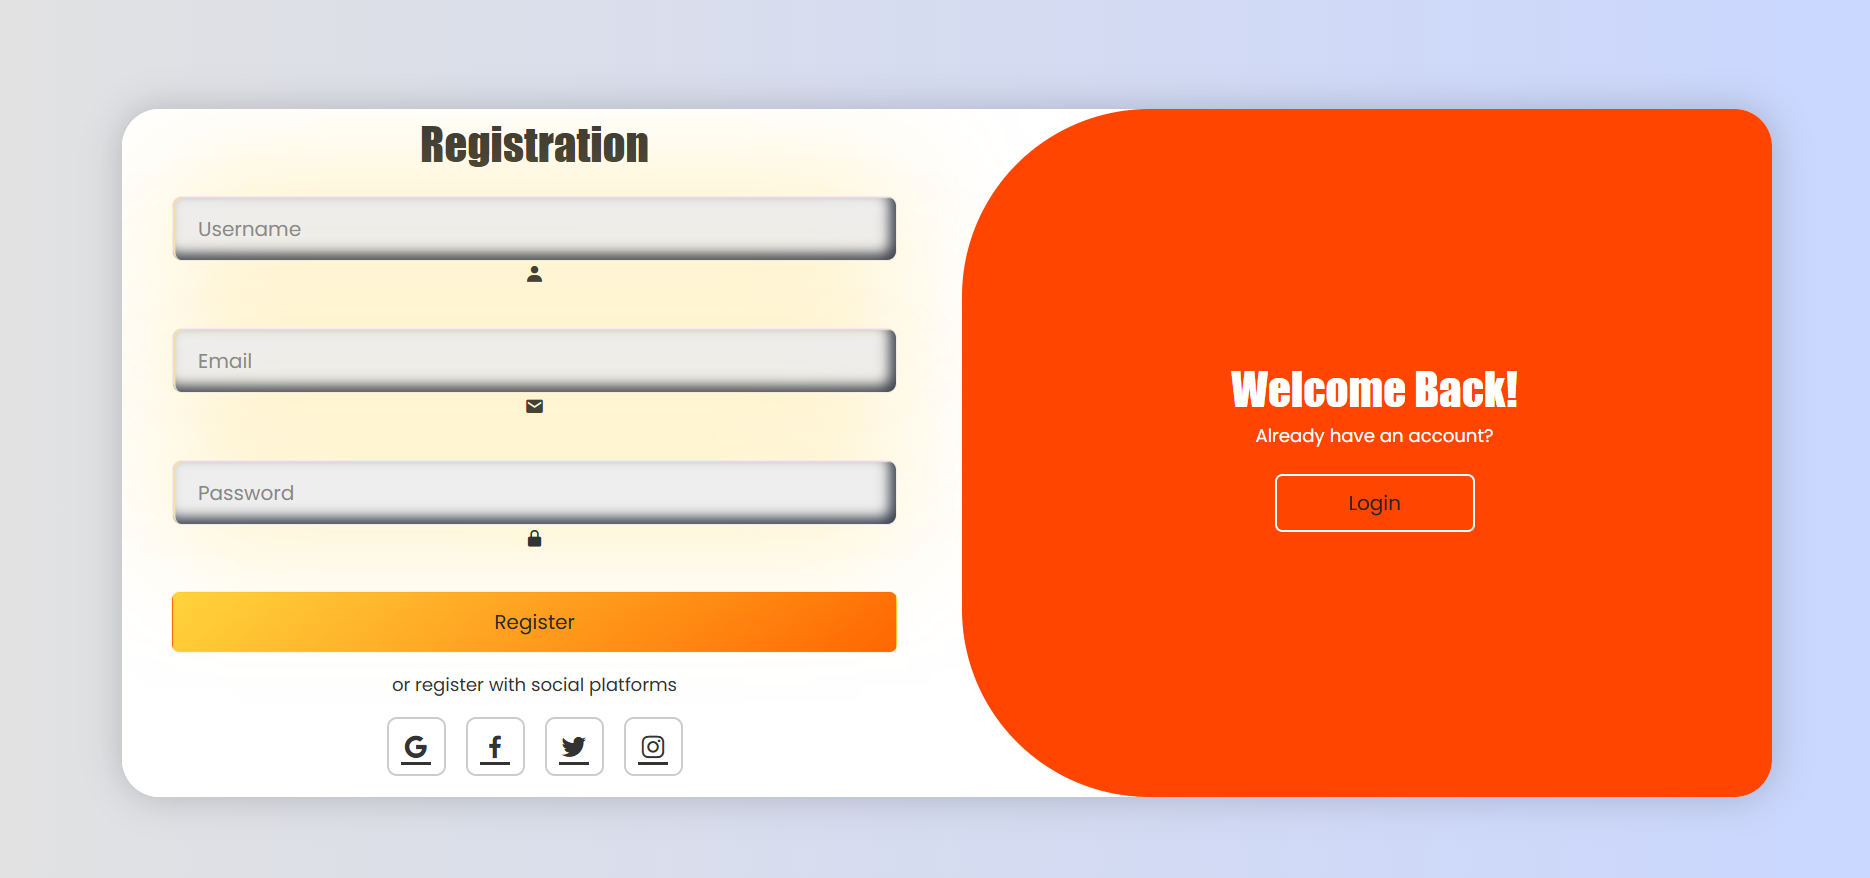 Registration
Username
Email
Password
Register
or register with social platforms
Welcome Back!
Already have an account?
Login